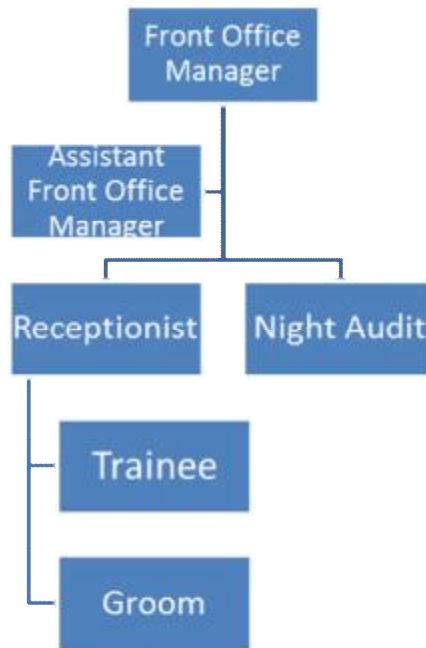 Front Office
Manager
Assistant
Front Office
Manager
Receptionist
Night Audit
Trainee
Groom